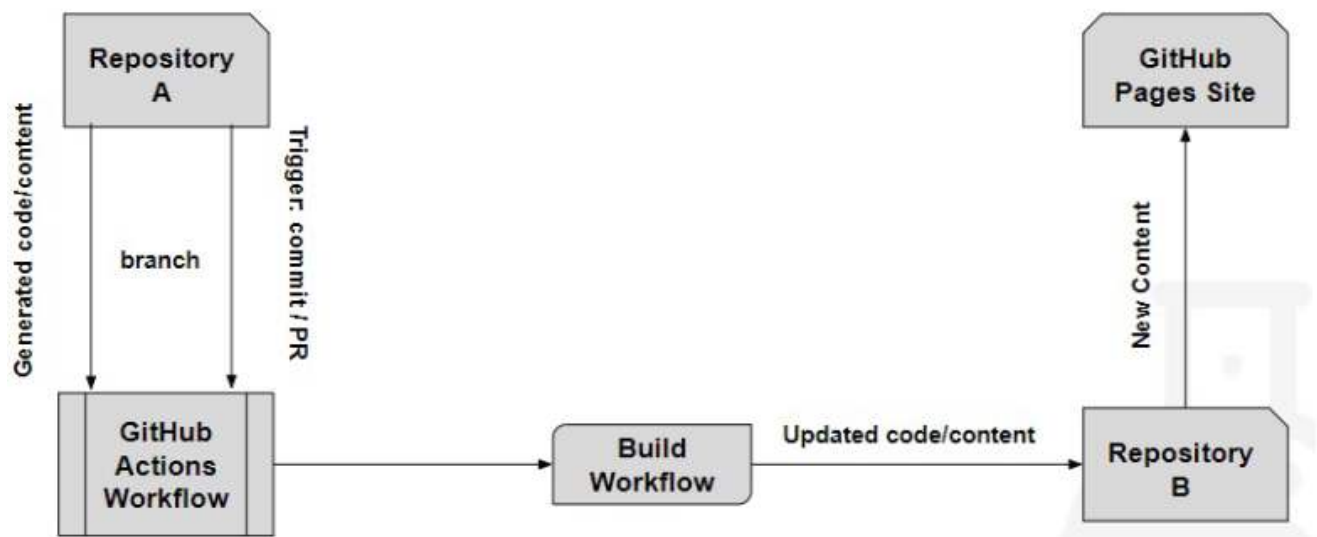 Repository
A
GitHub
Pages Site
Generated code/content
branch
Trigger: commit / PR
New Content
GitHub
Actions
Workflow
Build
Workflow
Updated code/content
Repository
B